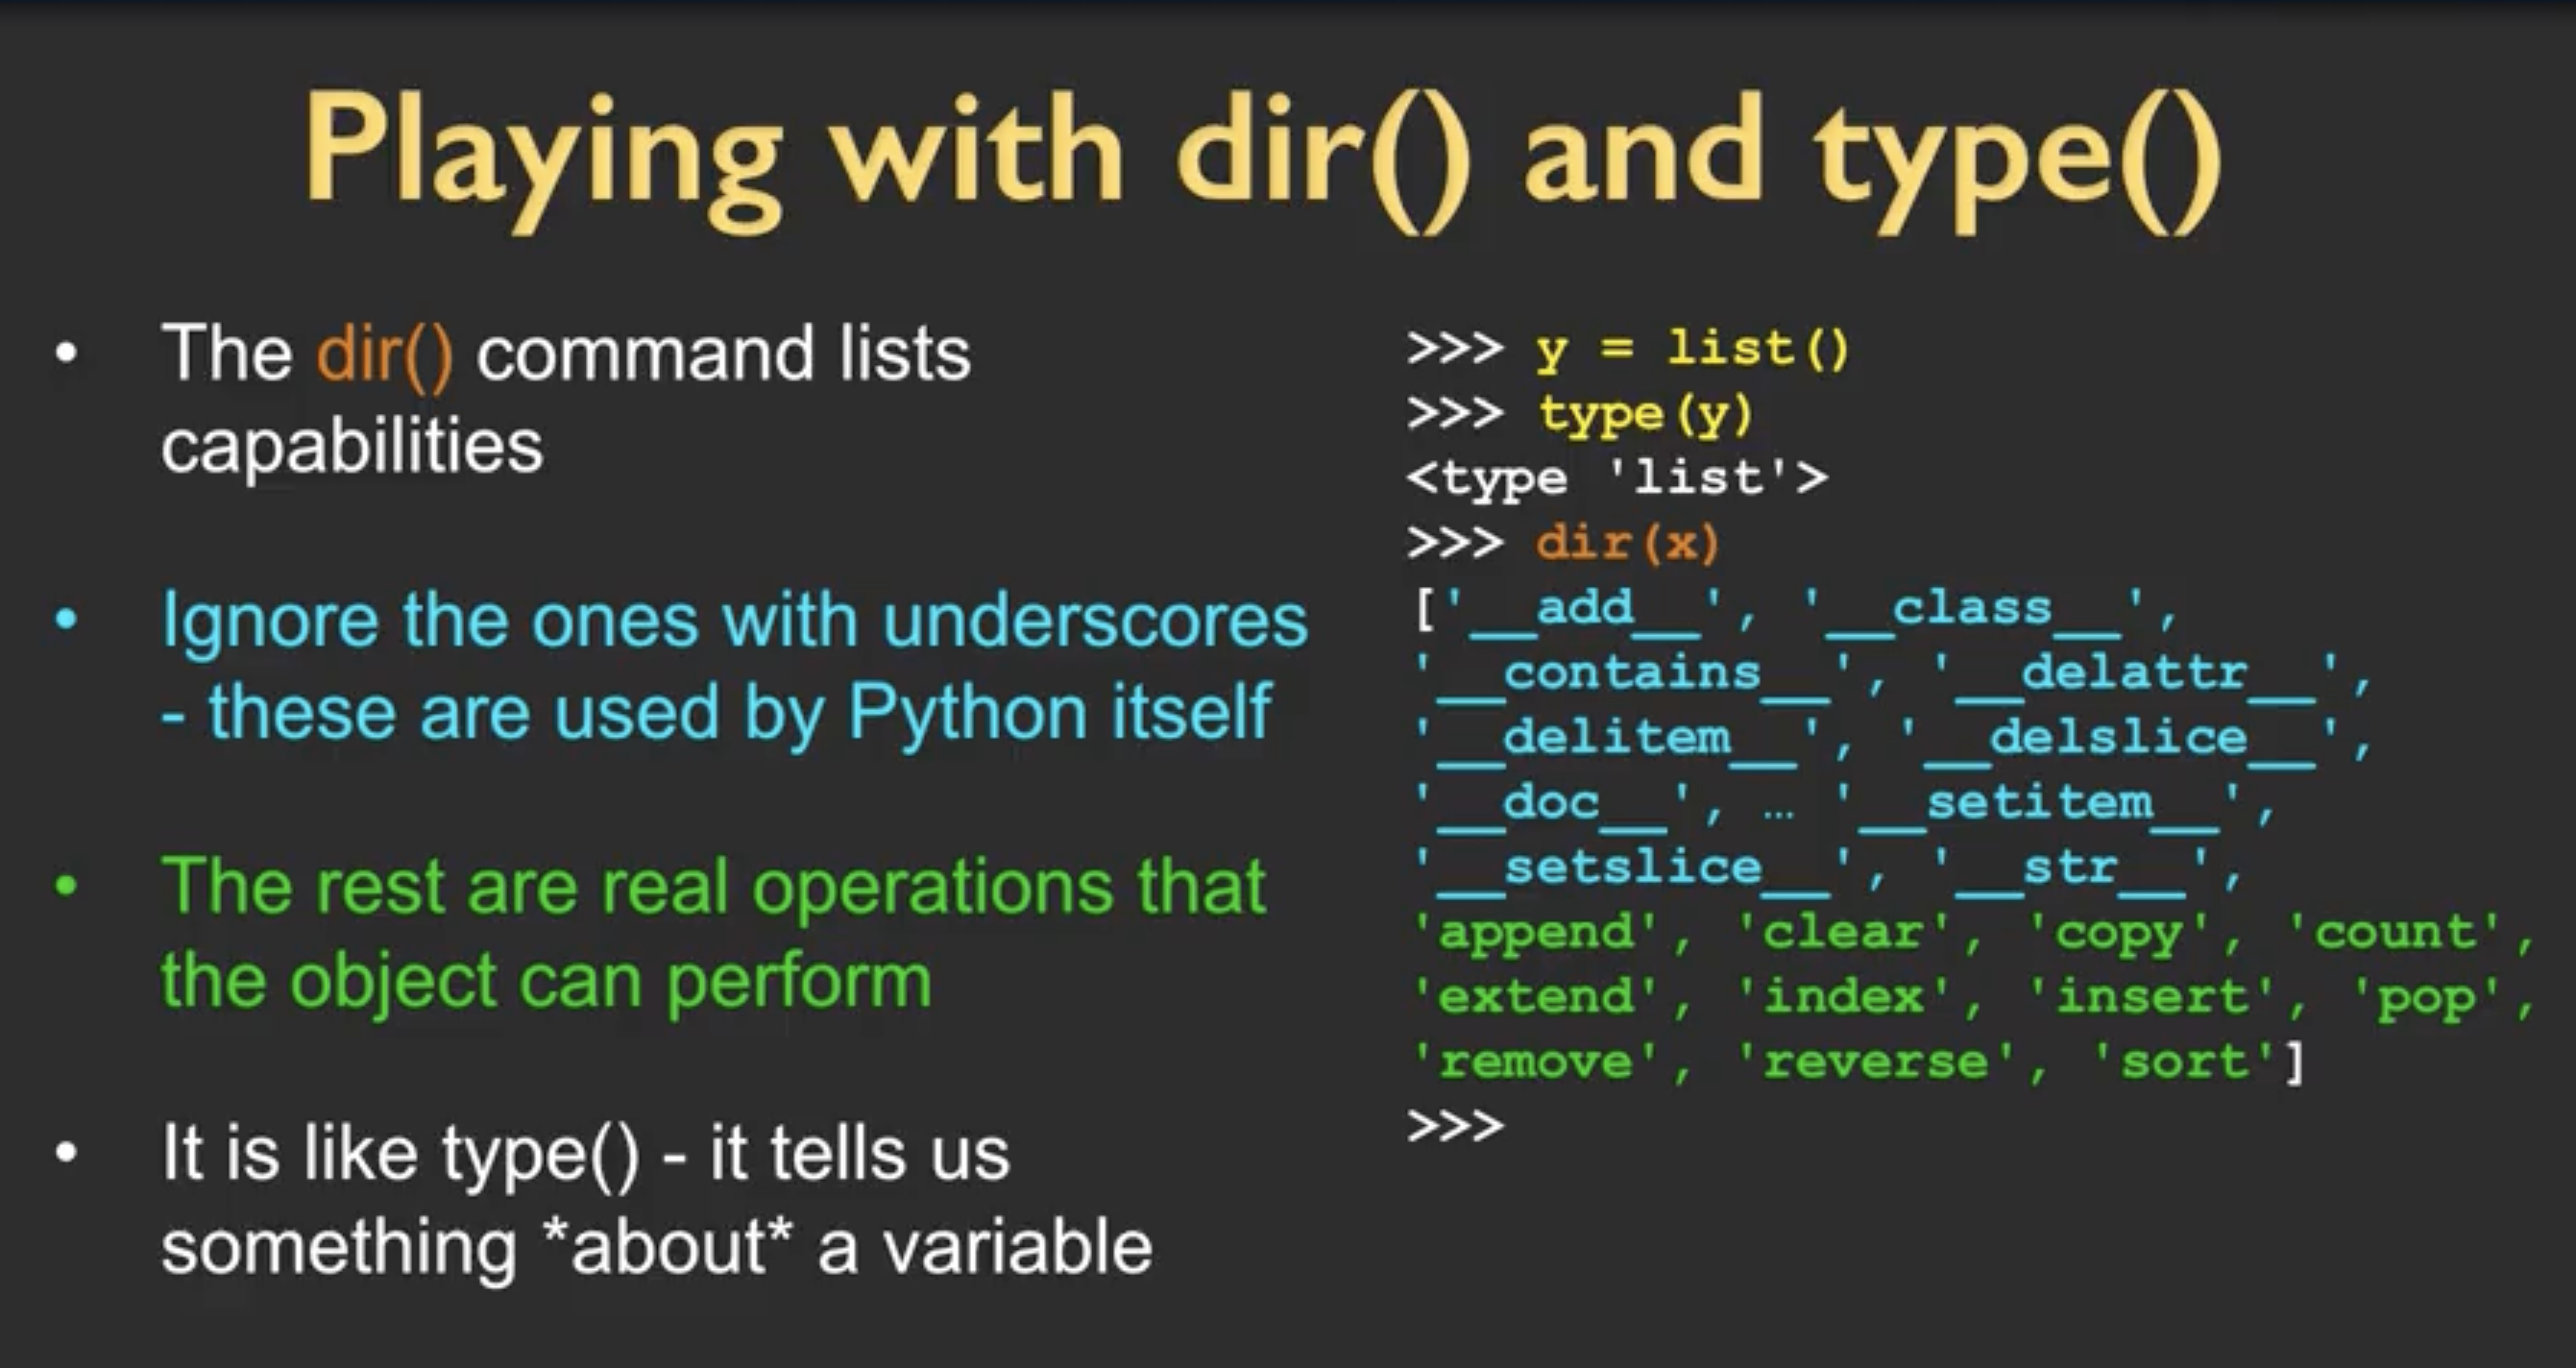 Playing with dir() and type()
• The dir() command lists
capabilities
• Ignore the ones with underscores
- these are used by Python itself
• The rest are real operations that
the object can perform
• It is like type() - it tells us
something *about* a variable
>>> y = list()
>>> type(y)
<type 'list'>
>>> dir(x)
['__add__', '__class__',
'__contains__', '__delattr__',
'__delitem__', '__delslice__',
'__doc__', … '__setitem__',
'__setslice__', '__str__',
'append', 'clear', 'copy', 'count',
'extend', 'index', 'insert', 'pop',
'remove', 'reverse', 'sort']
>>>